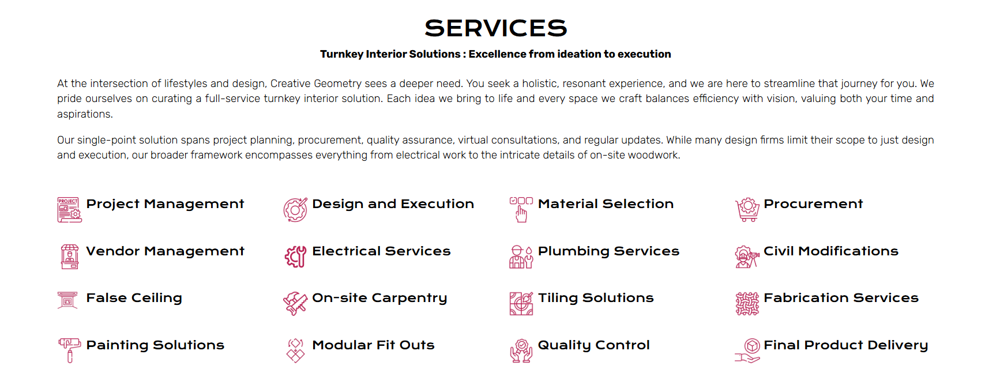 SERVICES
Turnkey Interior Solutions : Excellence from ideation to execution
At the intersection of lifestyles and design, Creative Geometry sees a deeper need. You seek a holistic, resonant experience, and we are here to streamline that journey for you. We
pride ourselves on curating a full-service turnkey interior solution. Each idea we bring to life and every space we craft balances efficiency with vision, valuing both your time and
aspirations.
Our single-point solution spans project planning, procurement, quality assurance, virtual consultations, and regular updates. While many design firms limit their scope to just design
and execution, our broader framework encompasses everything from electrical work to the intricate details of on-site woodwork.
PROJECT
Project Management
Design and Execution
Material Selection
Procurement
Vendor Management
Electrical Services
Plumbing Services
Civil Modifications
False Ceiling
On-site Carpentry
Tiling Solutions
Fabrication Services
Painting Solutions
Modular Fit Outs
Quality Control
Final Product Delivery